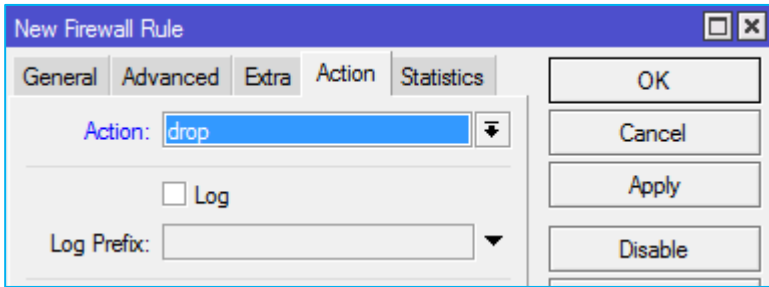 New Firewall Rule
General Advanced Extra Action Statistics
OK
Action: drop
Cancel
Log
Apply
Log Prefix:
Disable